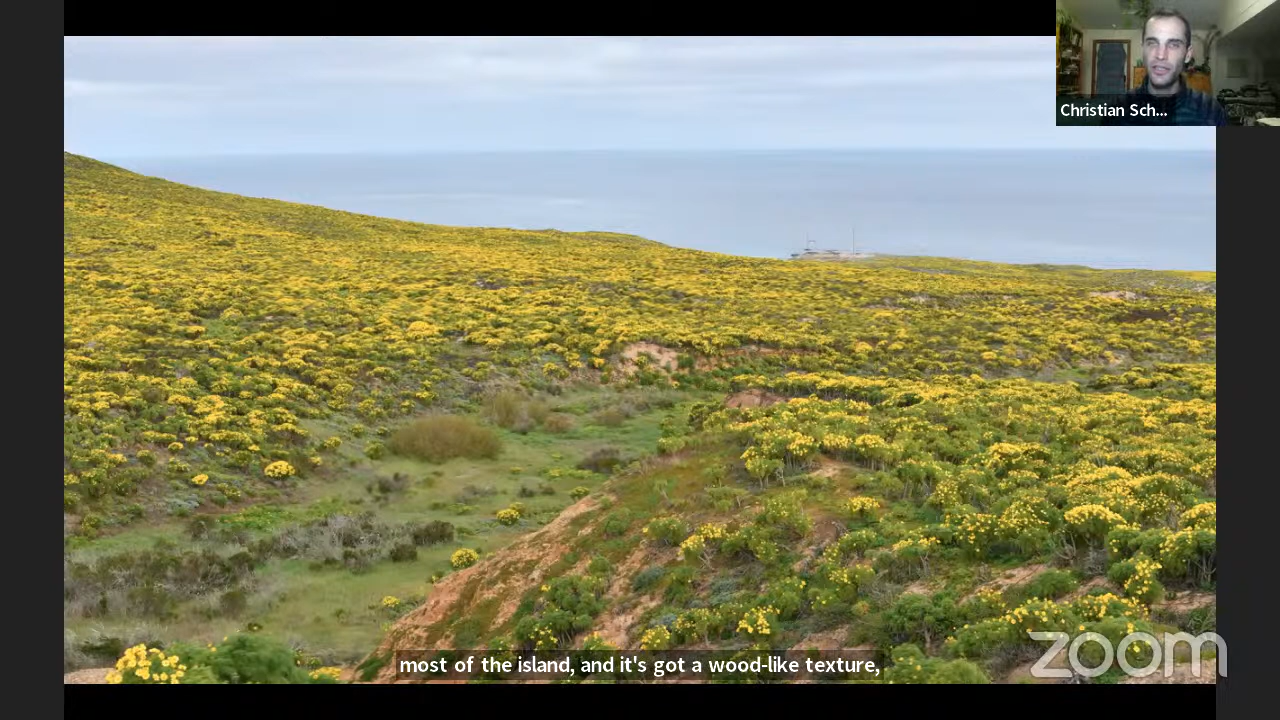 Christian Sch...
most of the island, and it's got a wood-like texture,
zoom